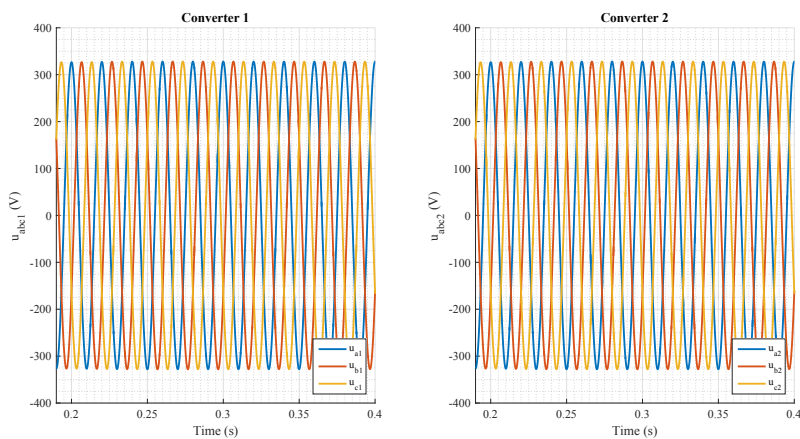 Converter 1
400
300
200
100
0
-100
-200
-300
-400
u_abc1 (V)
0.2
0.25
0.3
0.35
0.4
Time (s)
u_a1
u_b1
u_c1
Converter 2
400
300
200
100
0
-100
-200
-300
-400
u_abc2 (V)
0.2
0.25
0.3
0.35
0.4
Time (s)
u_a2
u_b2
u_c2